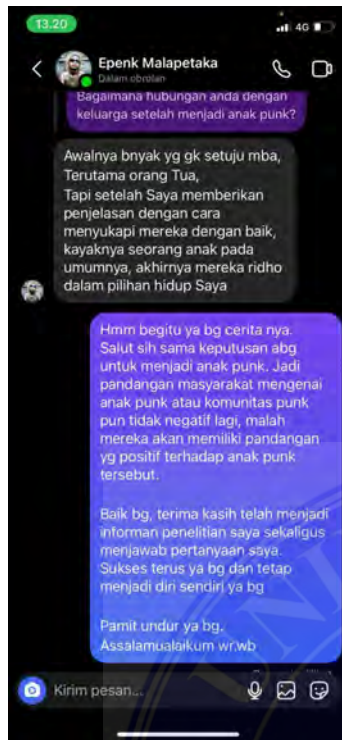 13.20
4G
Epenk Malapetaka
Dalam obrolan
Bagaimana hubungan anda dengan
keluarga setelah menjadi anak punk?
Awalnya bnyak yg gk setuju mba,
Terutama orang Tua,
Tapi setelah Saya memberikan
penjelasan dengan cara
menyukapi mereka dengan baik,
kayaknya seorang anak pada
umumnya, akhirnya mereka ridho
dalam pilihan hidup Saya
Hmm begitu ya bg cerita nya.
Salut sih sama keputusan abg
untuk menjadi anak punk. Jadi
pandangan masyarakat mengenai
anak punk atau komunitas punk
pun tidak negatif lagi, malah
mereka akan memiliki pandangan
yg positif terhadap anak punk
tersebut.
Baik bg, terima kasih telah menjadi
informan penelitian saya sekaligus
menjawab pertanyaan saya.
Sukses terus ya bg dan tetap
menjadi diri sendiri ya bg
Pamit undur ya bg.
Assalamualaikum wr.wb
Kirim pesan...